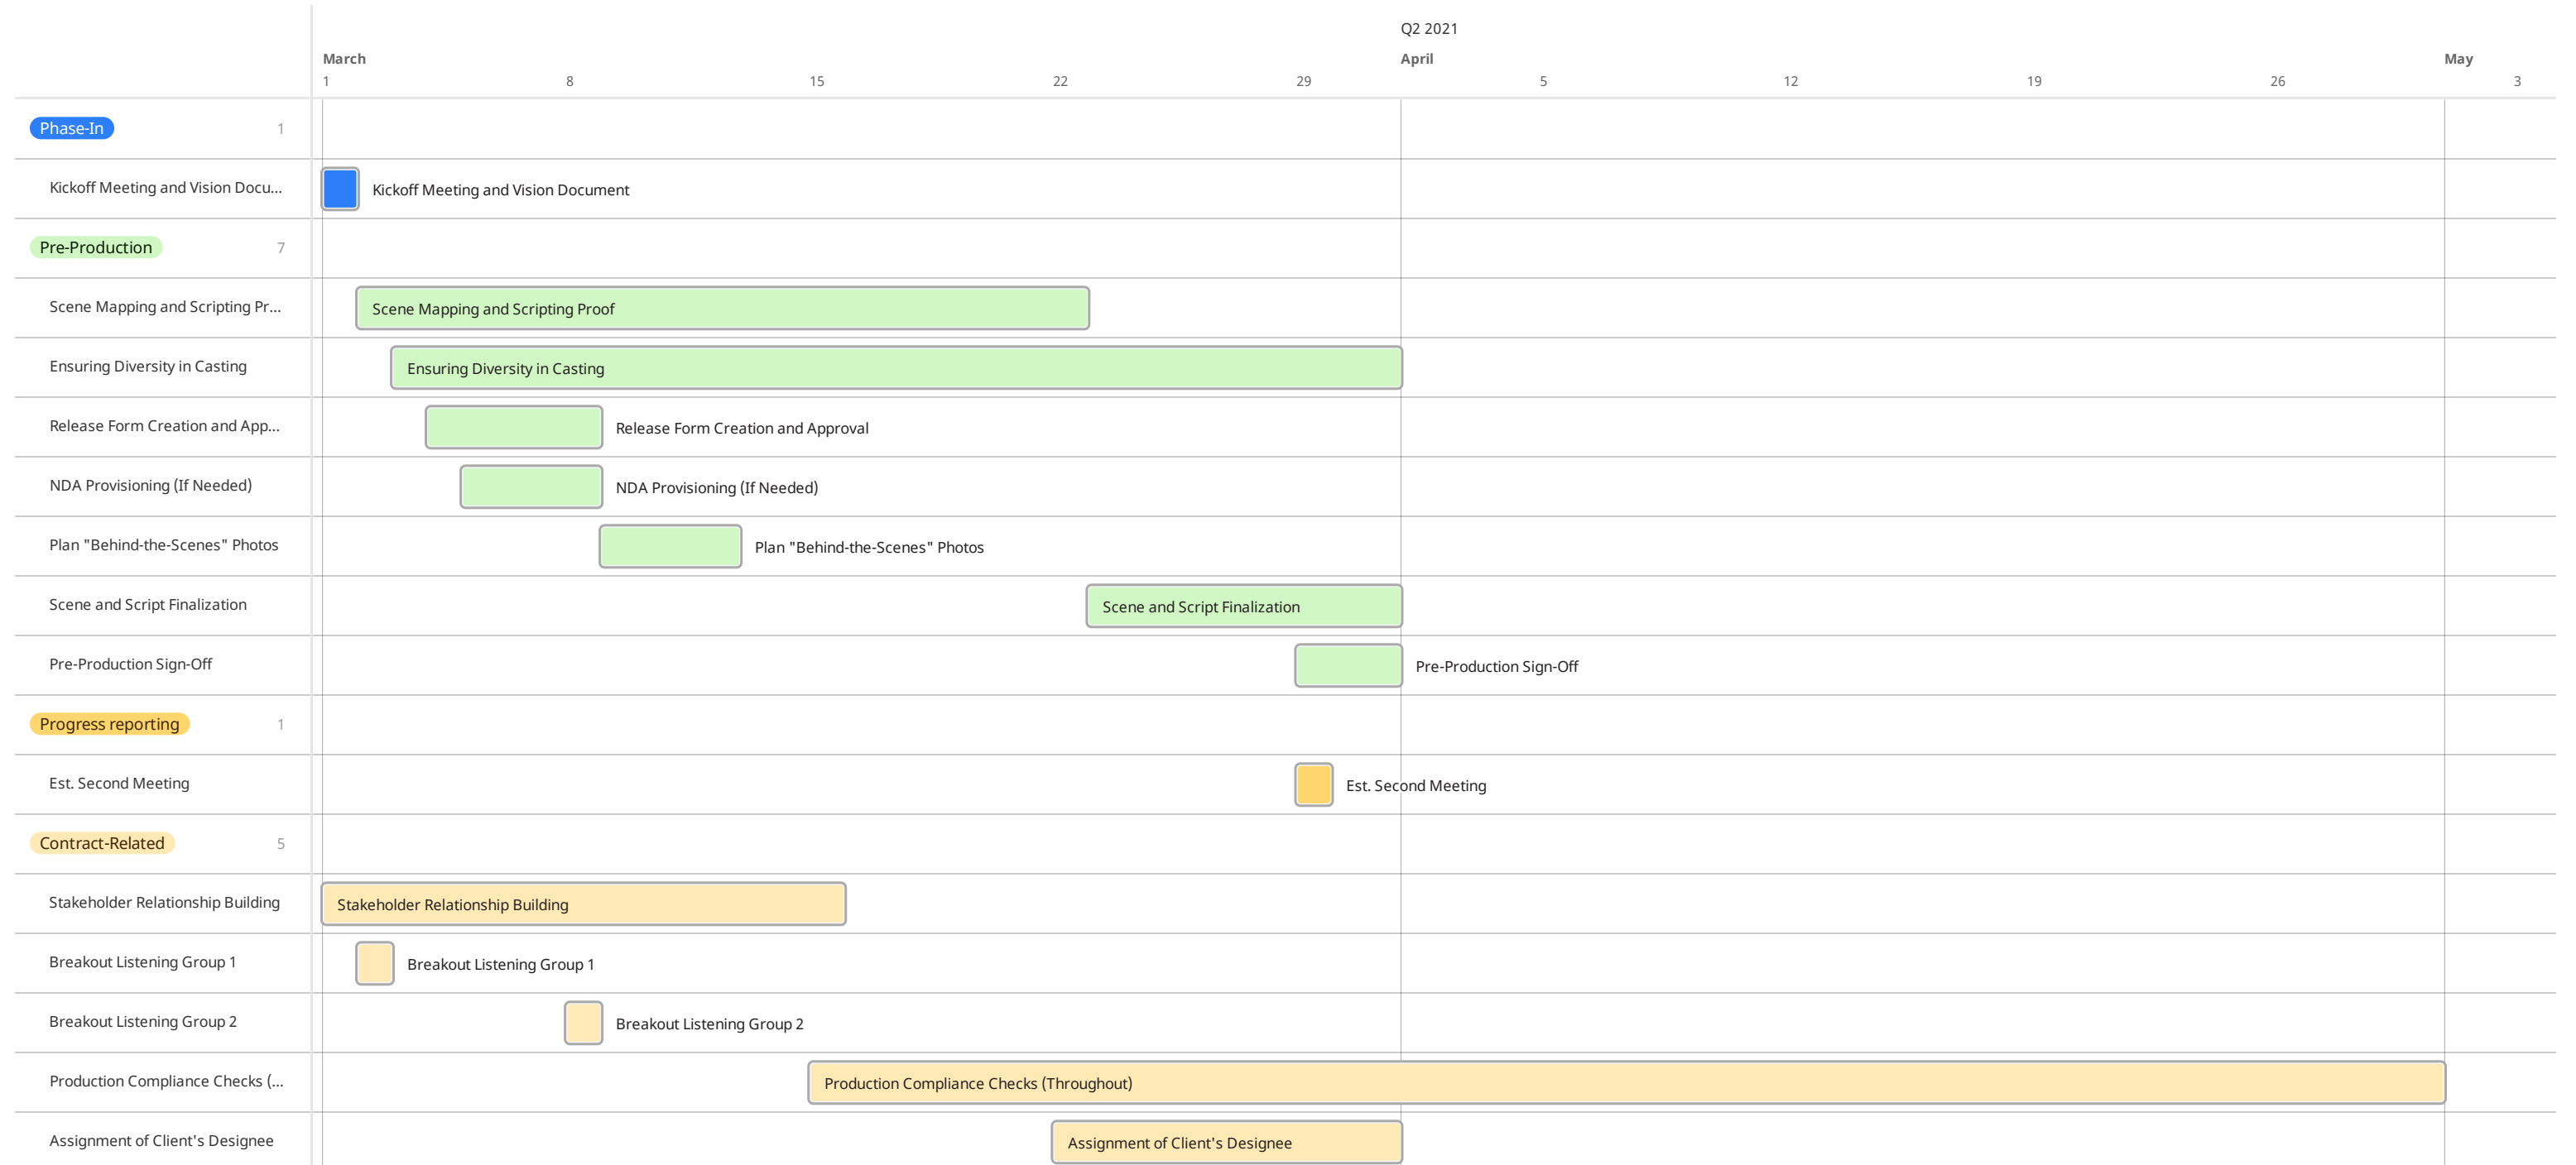 Q2 2021
March April May
1 8 15 22 29 5 12 19 26 3
Phase-In 1
Kickoff Meeting and Vision Docu... Kickoff Meeting and Vision Document
Pre-Production 7
Scene Mapping and Scripting Pr... Scene Mapping and Scripting Proof
Ensuring Diversity in Casting Ensuring Diversity in Casting
Release Form Creation and App... Release Form Creation and Approval
NDA Provisioning (If Needed) NDA Provisioning (If Needed)
Plan "Behind-the-Scenes" Photos Plan "Behind-the-Scenes" Photos
Scene and Script Finalization Scene and Script Finalization
Pre-Production Sign-Off Pre-Production Sign-Off
Progress reporting 1
Est. Second Meeting Est. Second Meeting
Contract-Related 5
Stakeholder Relationship Building Stakeholder Relationship Building
Breakout Listening Group 1 Breakout Listening Group 1
Breakout Listening Group 2 Breakout Listening Group 2
Production Compliance Checks (... Production Compliance Checks (Throughout)
Assignment of Client's Designee Assignment of Client's Designee